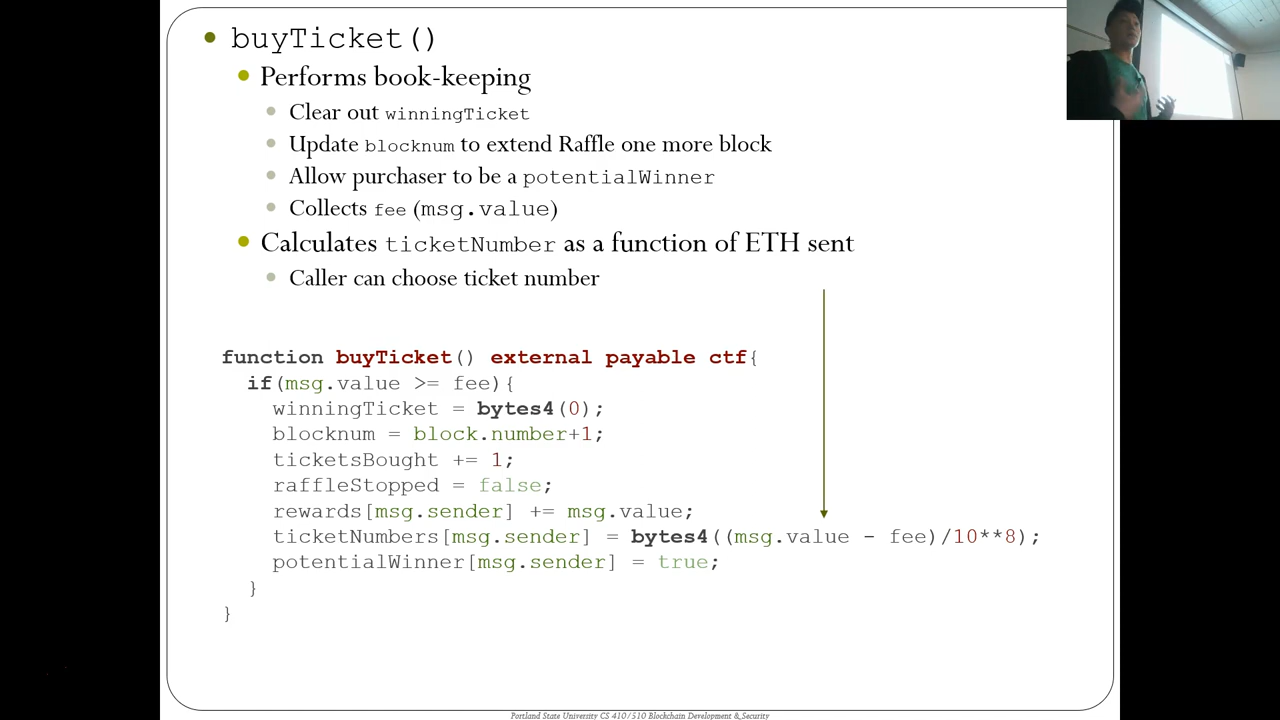 buyTicket()
Performs book-keeping
Clear out winningTicket
Update blocknum to extend Raffle one more block
Allow purchaser to be a potentialWinner
Collects fee (msg.value)
Calculates ticketNumber as a function of ETH sent
Caller can choose ticket number
function buyTicket() external payable ctf{
if(msg.value >= fee){
winningTicket = bytes4(0);
blocknum = block.number+1;
ticketsBought += 1;
raffleStopped = false;
rewards[msg.sender] += msg.value;
ticketNumbers[msg.sender] = bytes4((msg.value - fee)/10**8);
potentialWinner[msg.sender] = true;
}
}
Portland State University CS 410/510 Blockchain Development & Security